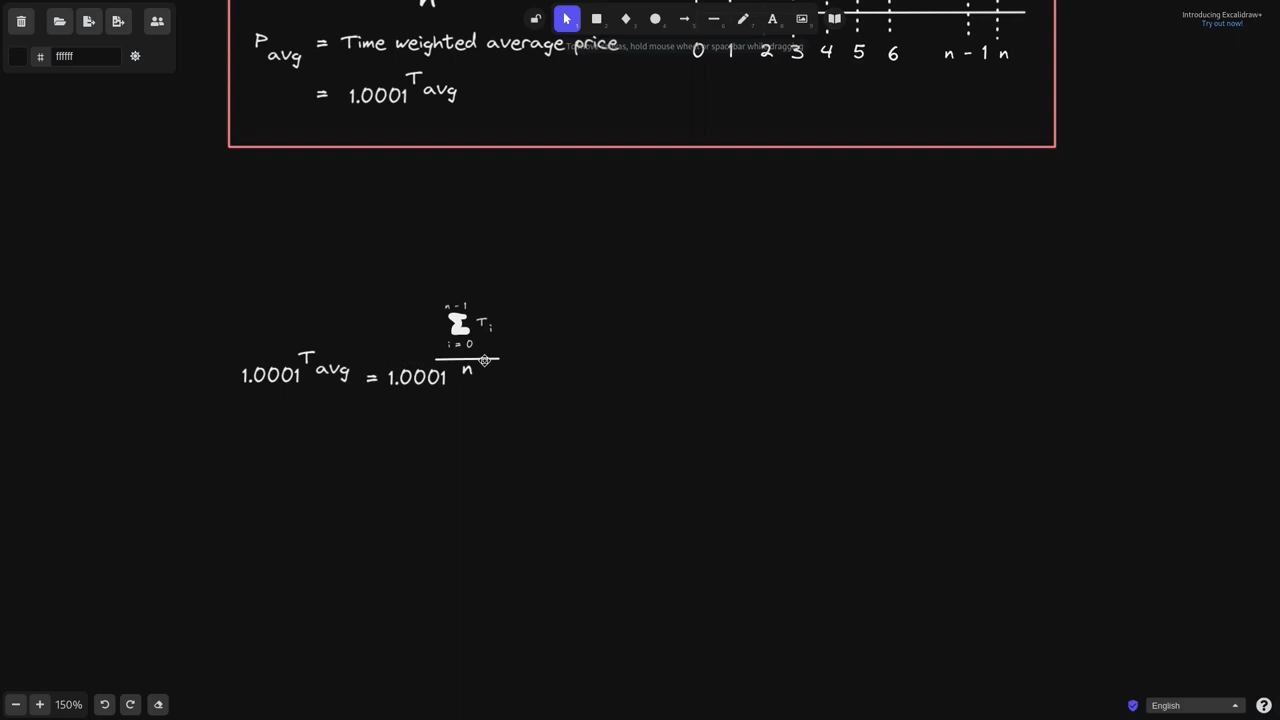 Introducing Excalidraw+
Try out now!
# ffffff
n
P avg = Time weighted average price
= 1.0001 T avg
0 1 2 3 4 5 6 n - 1 n
n - 1
Σ T i
i = 0
1.0001 T avg = 1.0001 n
150%
English